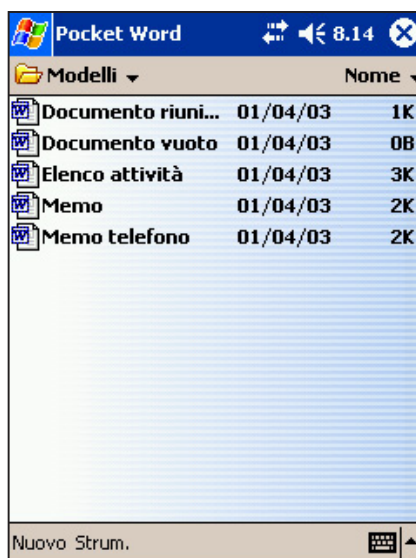 Pocket Word 8.14
Modelli Nome
Documento riuni... 01/04/03 1K
Documento vuoto 01/04/03 0B
Elenco attività 01/04/03 3K
Memo 01/04/03 2K
Memo telefono 01/04/03 2K
Nuovo Strum.